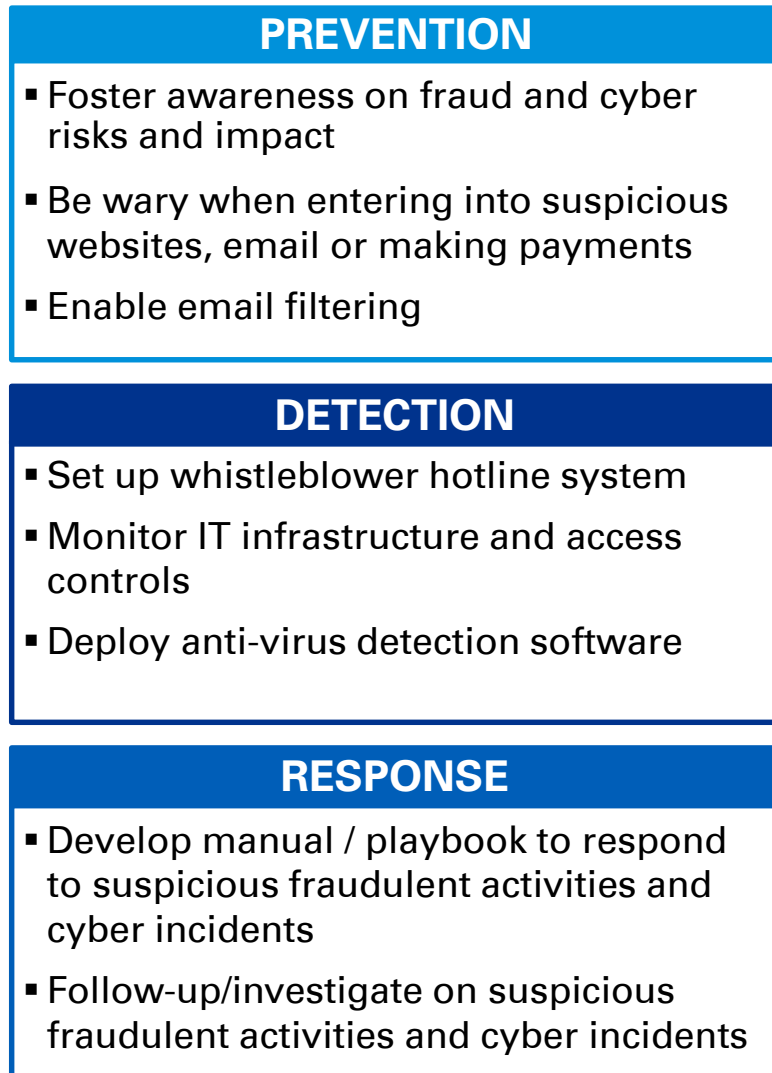 PREVENTION
▪ Foster awareness on fraud and cyber
risks and impact
▪ Be wary when entering into suspicious
websites, email or making payments
▪ Enable email filtering
DETECTION
▪ Set up whistleblower hotline system
▪ Monitor IT infrastructure and access
controls
▪ Deploy anti-virus detection software
RESPONSE
▪ Develop manual / playbook to respond
to suspicious fraudulent activities and
cyber incidents
▪ Follow-up/investigate on suspicious
fraudulent activities and cyber incidents